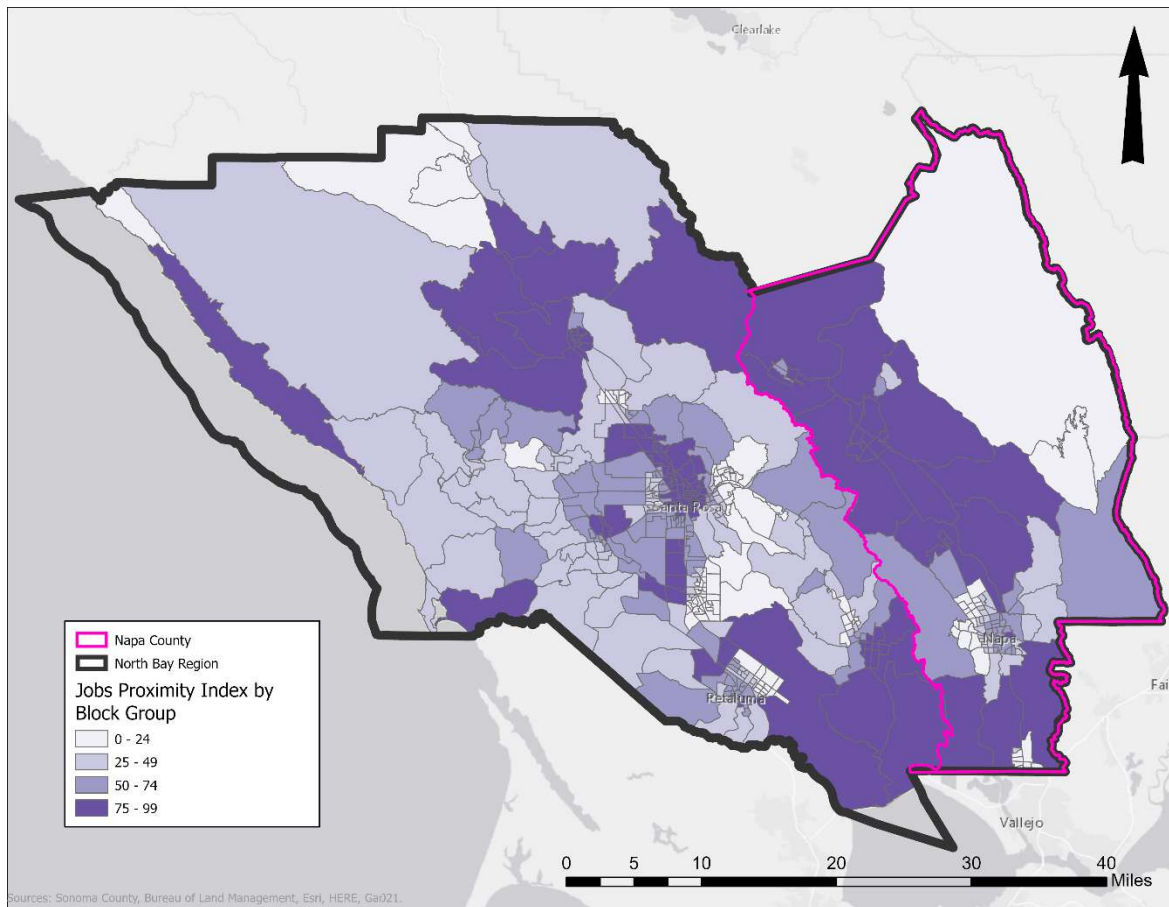 Clearlake
Santa Rosa
Napa
Petaluma
Fai
Vallejo
Napa County
North Bay Region
Jobs Proximity Index by
Block Group
0 - 24
25 - 49
50 - 74
75 - 99
0 5 10 20 30 40
Miles
Sources: Sonoma County, Bureau of Land Management, Esri, HERE, Gar021.